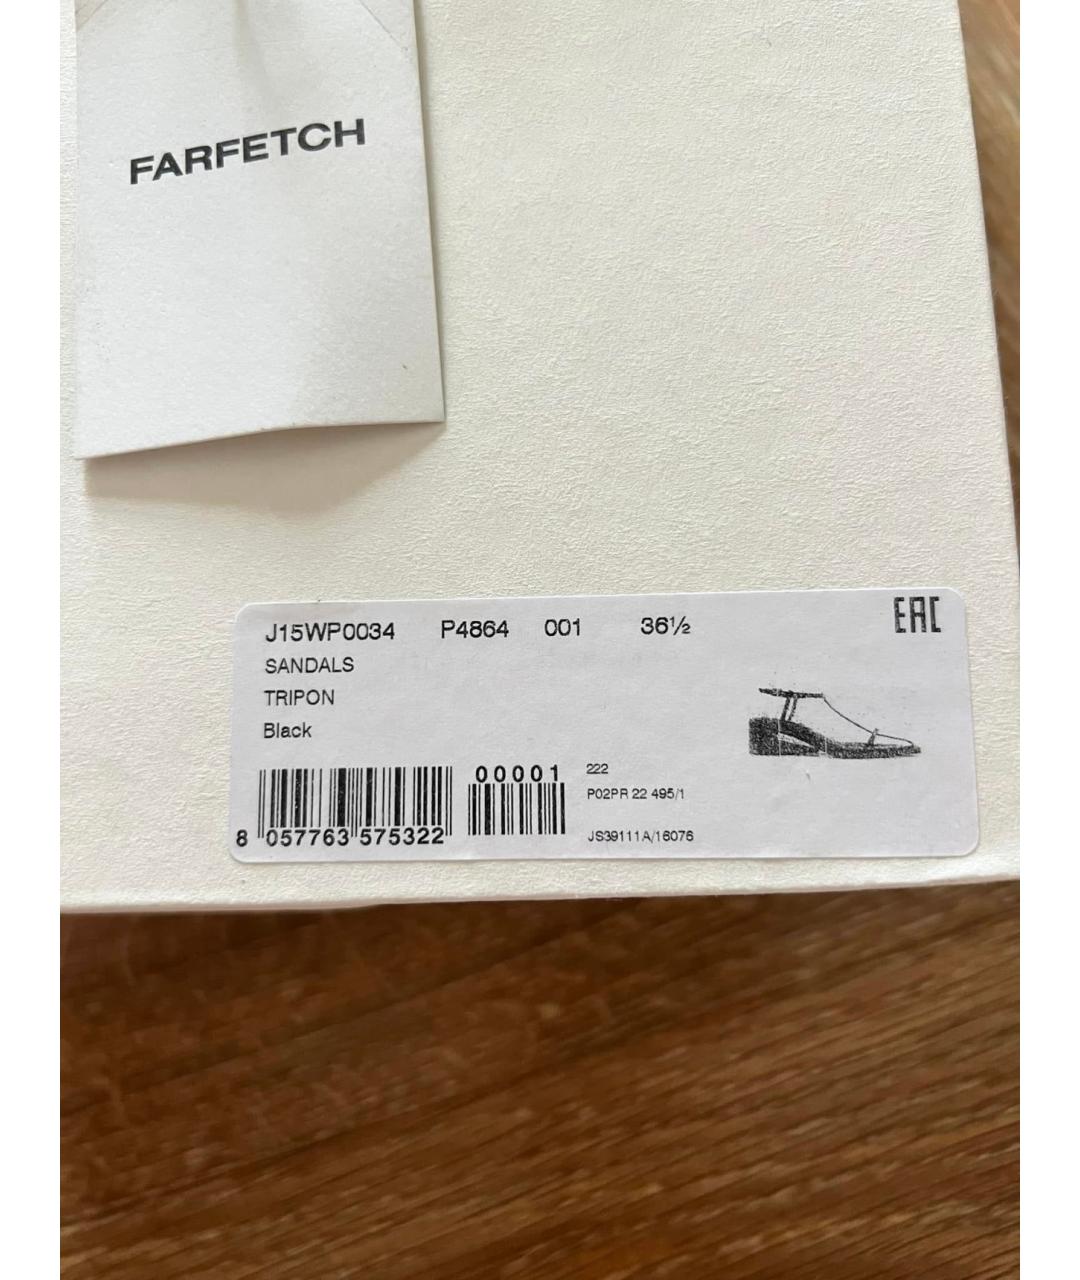 FARFETCH
J15WP0034 P4864 001 36½ EAC
SANDALS
TRIPON
Black
00001 222
P02PR 22 495/1
8 057763 575322 JS39111A/16076